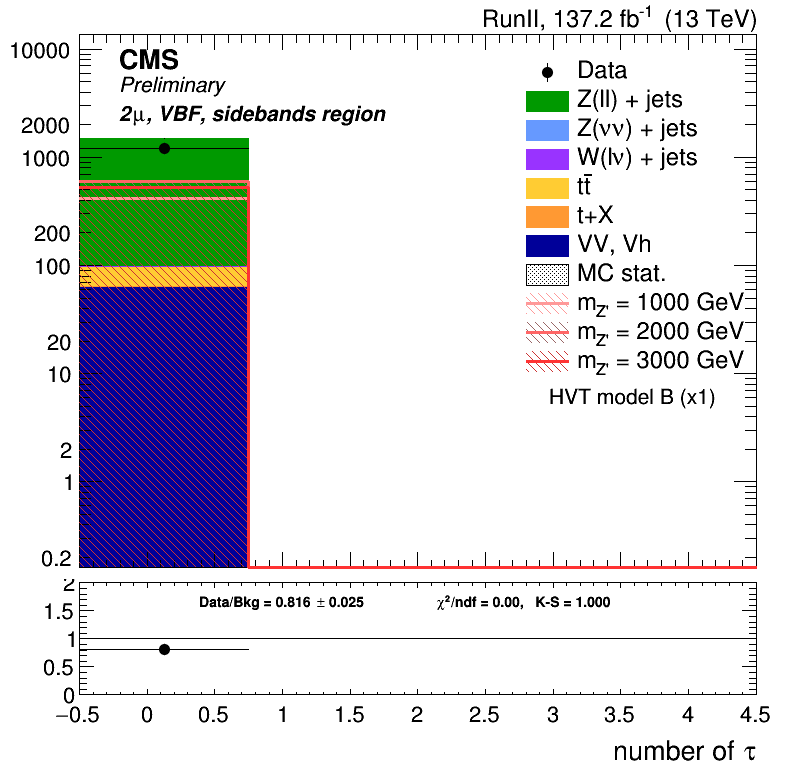 RunII, 137.2 fb⁻¹ (13 TeV)
CMS
Preliminary
2μ, VBF, sidebands region
Data
Z(ll) + jets
Z(νν) + jets
W(lν) + jets
tt̄
t+X
VV, Vh
MC stat.
m_Z' = 1000 GeV
m_Z' = 2000 GeV
m_Z' = 3000 GeV
HVT model B (x1)
10000
2000
1000
200
100
20
10
2
1
0.2
Data/Bkg = 0.816 ± 0.025 χ²/ndf = 0.00, K-S = 1.000
2
1.5
1
0.5
0
−0.5 0 0.5 1 1.5 2 2.5 3 3.5 4 4.5
number of τ